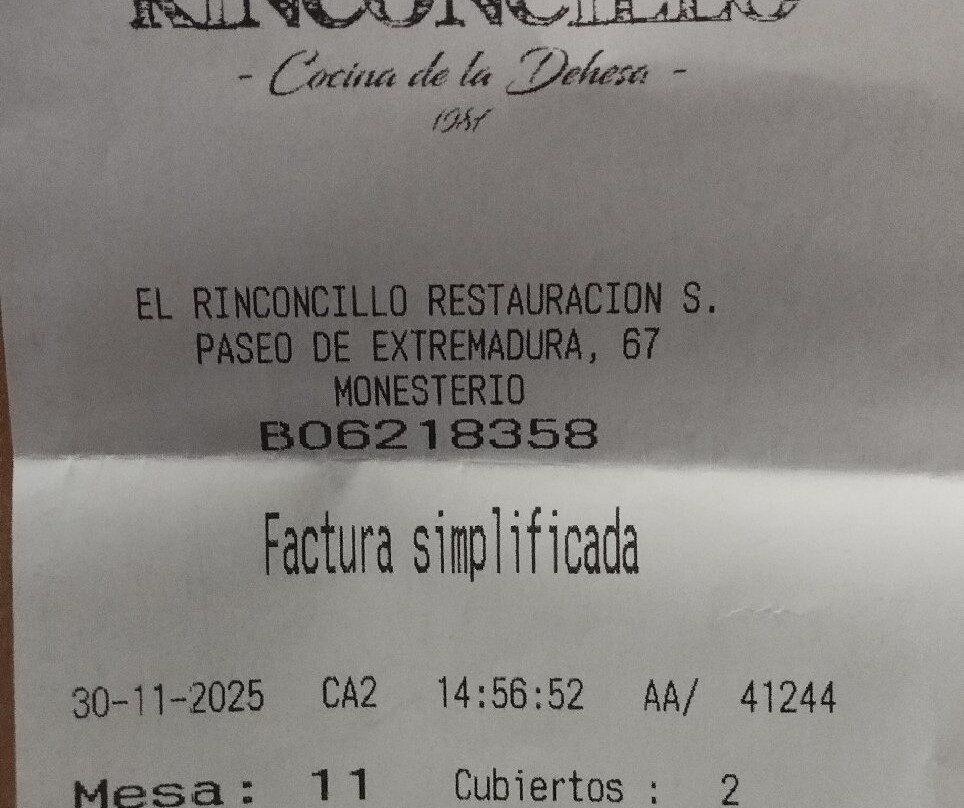 RINCONCILLO
- Cocina de la Dehesa -
EL RINCONCILLO RESTAURACION S.
PASEO DE EXTREMADURA, 67
MONESTERIO
B06218358
Factura simplificada
30-11-2025 CA2 14:56:52 AA/ 41244
Mesa: 11 Cubiertos : 2